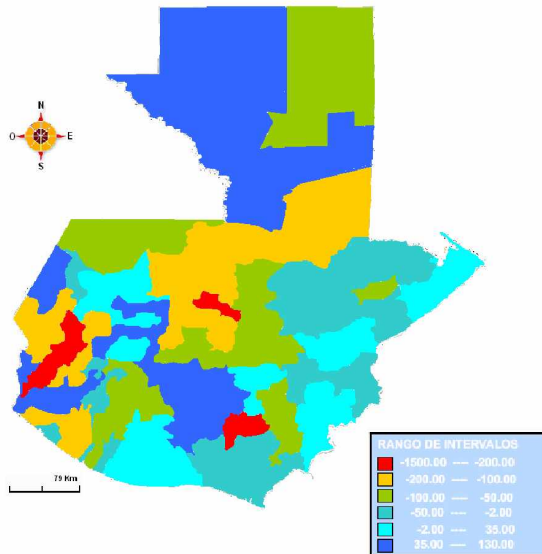 N
O E
S
79 Km
RANGO DE INTERVALOS
-1500.00 ---- -200.00
-200.00 ---- -100.00
-100.00 ---- -50.00
-50.00 ---- -2.00
-2.00 ---- 35.00
35.00 ---- 130.00